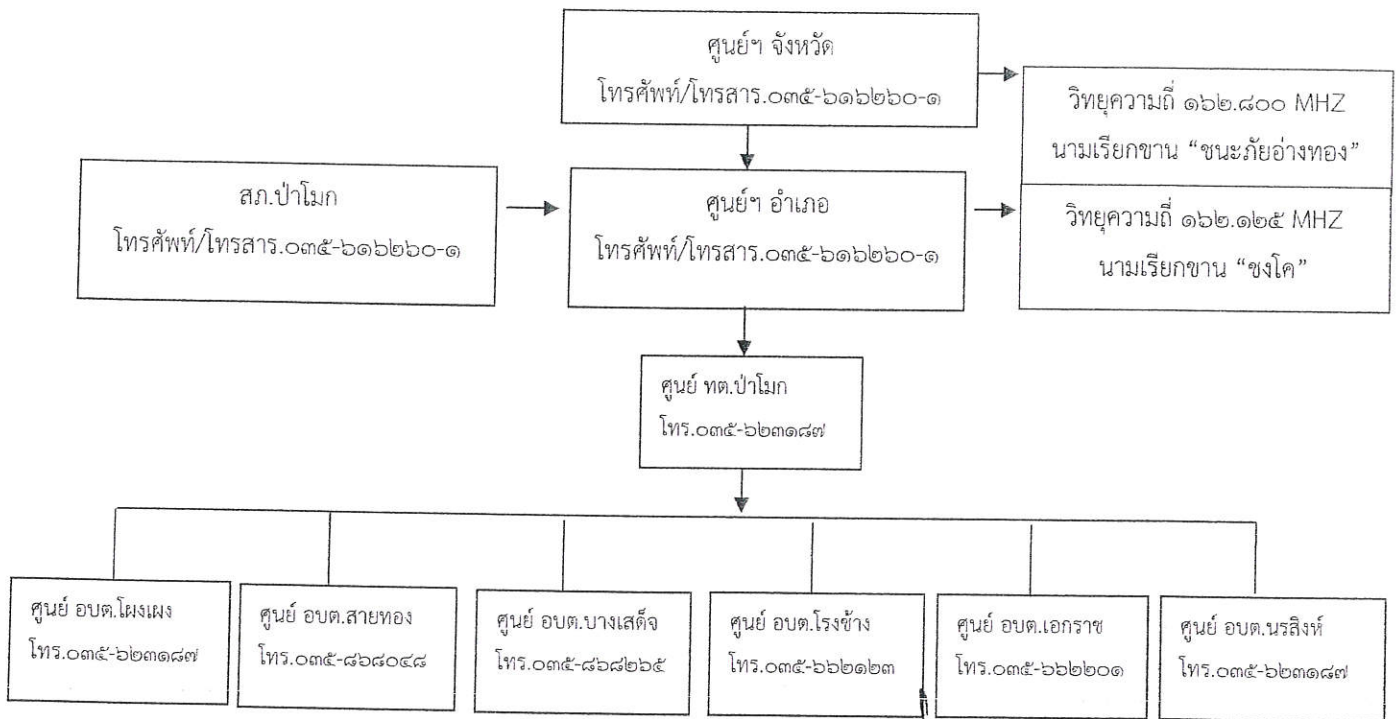 ศูนย์ฯ จังหวัด
โทรศัพท์/โทรสาร.๐๓๕-๖๑๖๒๖๐-๑
วิทยุความถี่ ๑๖๒.๘๐๐ MHZ
นามเรียกขาน “ชนะภัยอ่างทอง”
สภ.ป่าโมก
โทรศัพท์/โทรสาร.๐๓๕-๖๑๖๒๖๐-๑
ศูนย์ฯ อำเภอ
โทรศัพท์/โทรสาร.๐๓๕-๖๑๖๒๖๐-๑
วิทยุความถี่ ๑๖๒.๑๒๕ MHZ
นามเรียกขาน “ชงโค”
ศูนย์ ทต.ป่าโมก
โทร.๐๓๕-๖๒๓๑๘๗
ศูนย์ อบต.โผงเผง
โทร.๐๓๕-๖๒๓๑๘๗
ศูนย์ อบต.สายทอง
โทร.๐๓๕-๘๖๘๐๔๘
ศูนย์ อบต.บางเสด็จ
โทร.๐๓๕-๘๖๘๒๖๕
ศูนย์ อบต.โรงช้าง
โทร.๐๓๕-๖๖๒๑๒๓
ศูนย์ อบต.เอกราช
โทร.๐๓๕-๖๖๒๒๐๑
ศูนย์ อบต.นรสิงห์
โทร.๐๓๕-๖๒๓๑๘๗